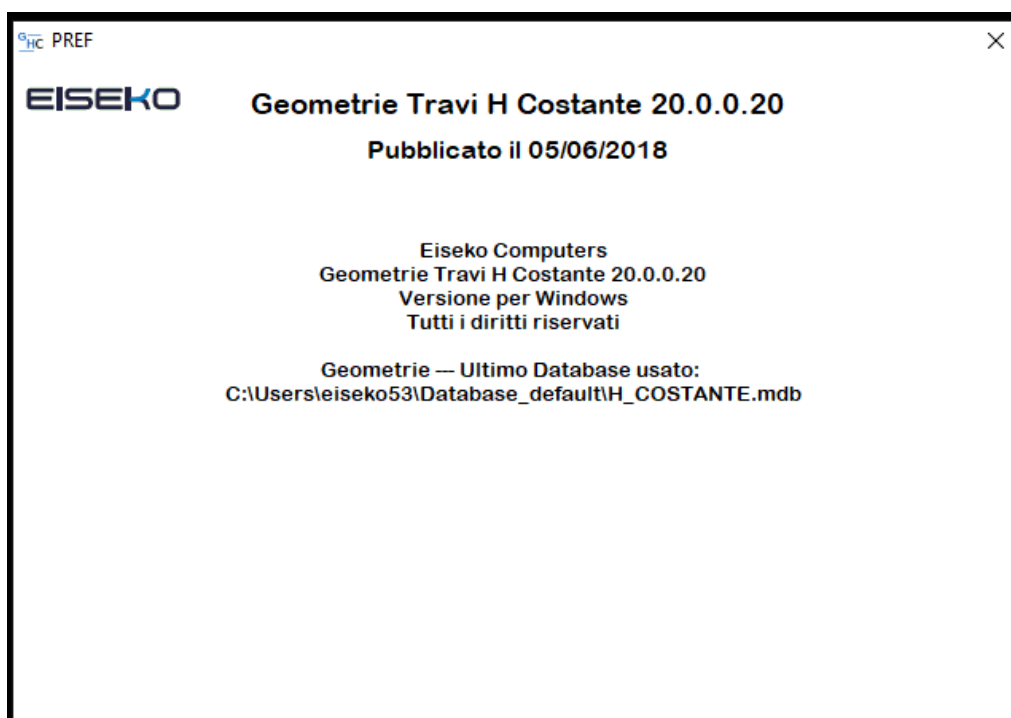 GHC PREF
EISEKO
Geometrie Travi H Costante 20.0.0.20
Pubblicato il 05/06/2018
Eiseko Computers
Geometrie Travi H Costante 20.0.0.20
Versione per Windows
Tutti i diritti riservati
Geometrie --- Ultimo Database usato:
C:\Users\eiseko53\Database_default\H_COSTANTE.mdb